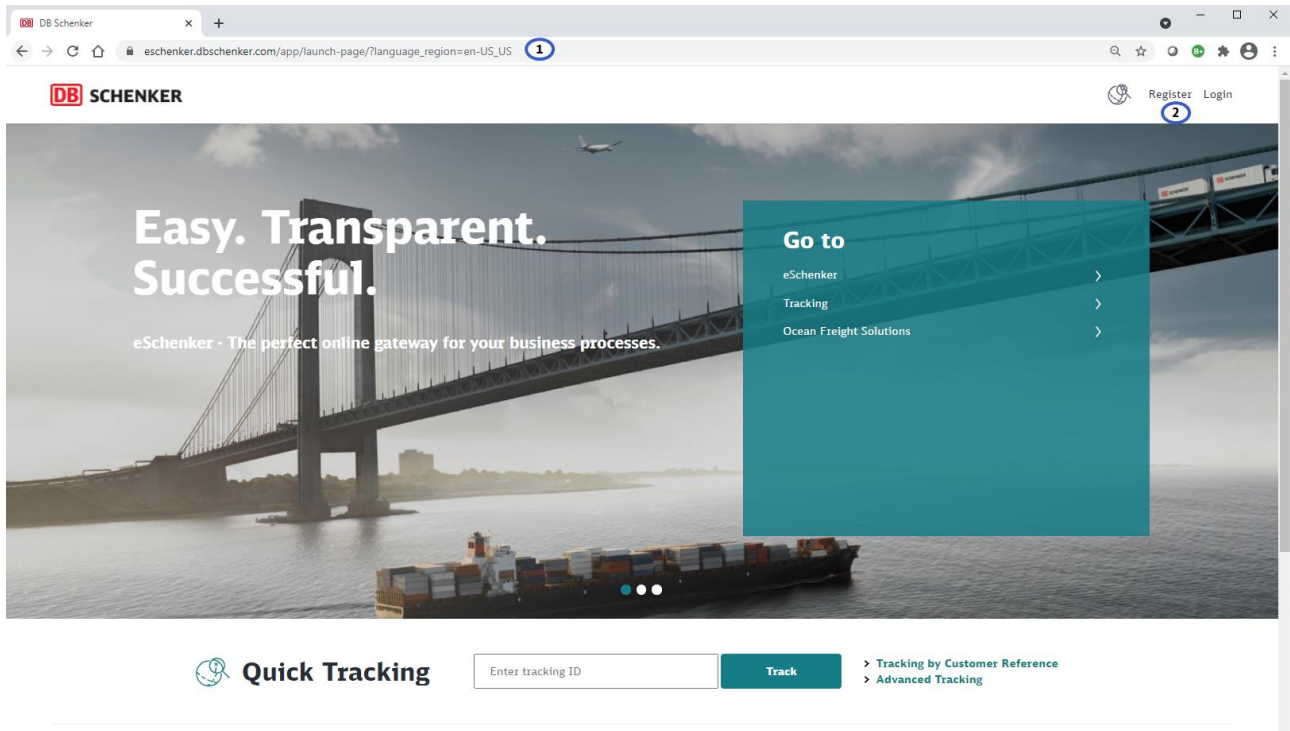 DB DB Schenker
eschenker.dbschenker.com/app/launch-page/?language_region=en-US_US 1
DB SCHENKER
Register Login
2
Easy. Transparent.
Successful.
eSchenker - The perfect online gateway for your business processes.
Go to
eSchenker
Tracking
Ocean Freight Solutions
Quick Tracking
Enter tracking ID
Track
Tracking by Customer Reference
Advanced Tracking